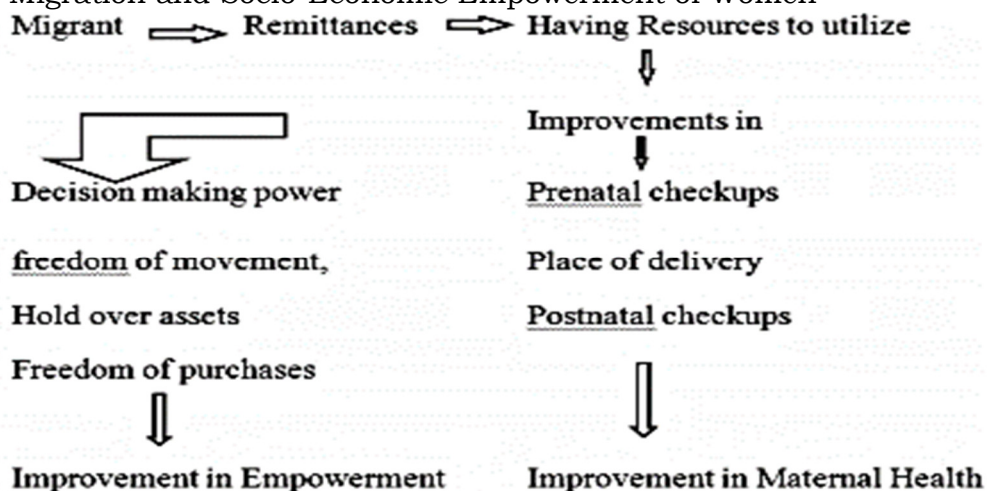 Migration and Socio-Economic Empowerment of women
Migrant Remittances Having Resources to utilize
Improvements in
Decision making power Prenatal checkups
freedom of movement, Place of delivery
Hold over assets Postnatal checkups
Freedom of purchases
Improvement in Empowerment Improvement in Maternal Health